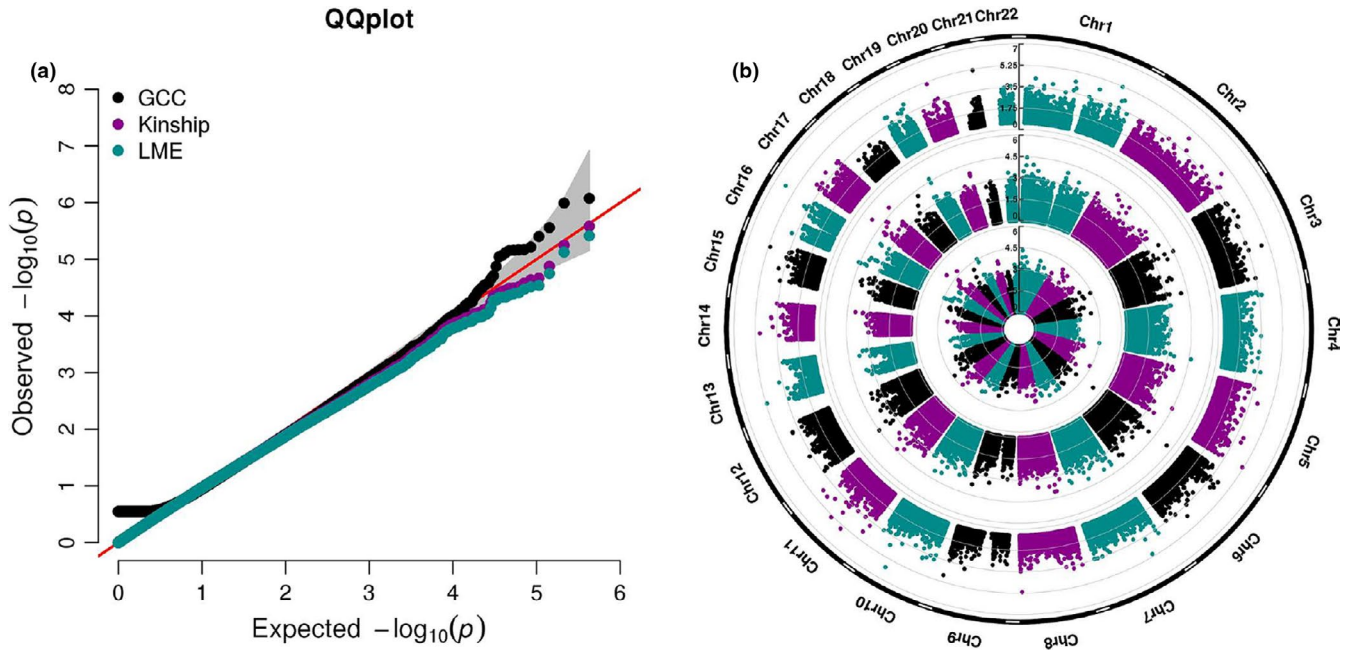 QQplot
(a)
GCC
Kinship
LME
8
7
6
5
4
3
2
1
0
Observed −log10(p)
0 1 2 3 4 5 6
Expected −log10(p)
(b)
Chr1
Chr2
Chr3
Chr4
Chr5
Chr6
Chr7
Chr8
Chr9
Chr10
Chr11
Chr12
Chr13
Chr14
Chr15
Chr16
Chr17
Chr18
Chr19
Chr20
Chr21
Chr22
7
5.25
3.5
1.75
0
6
4.5
3
1.5
0
6
4.5